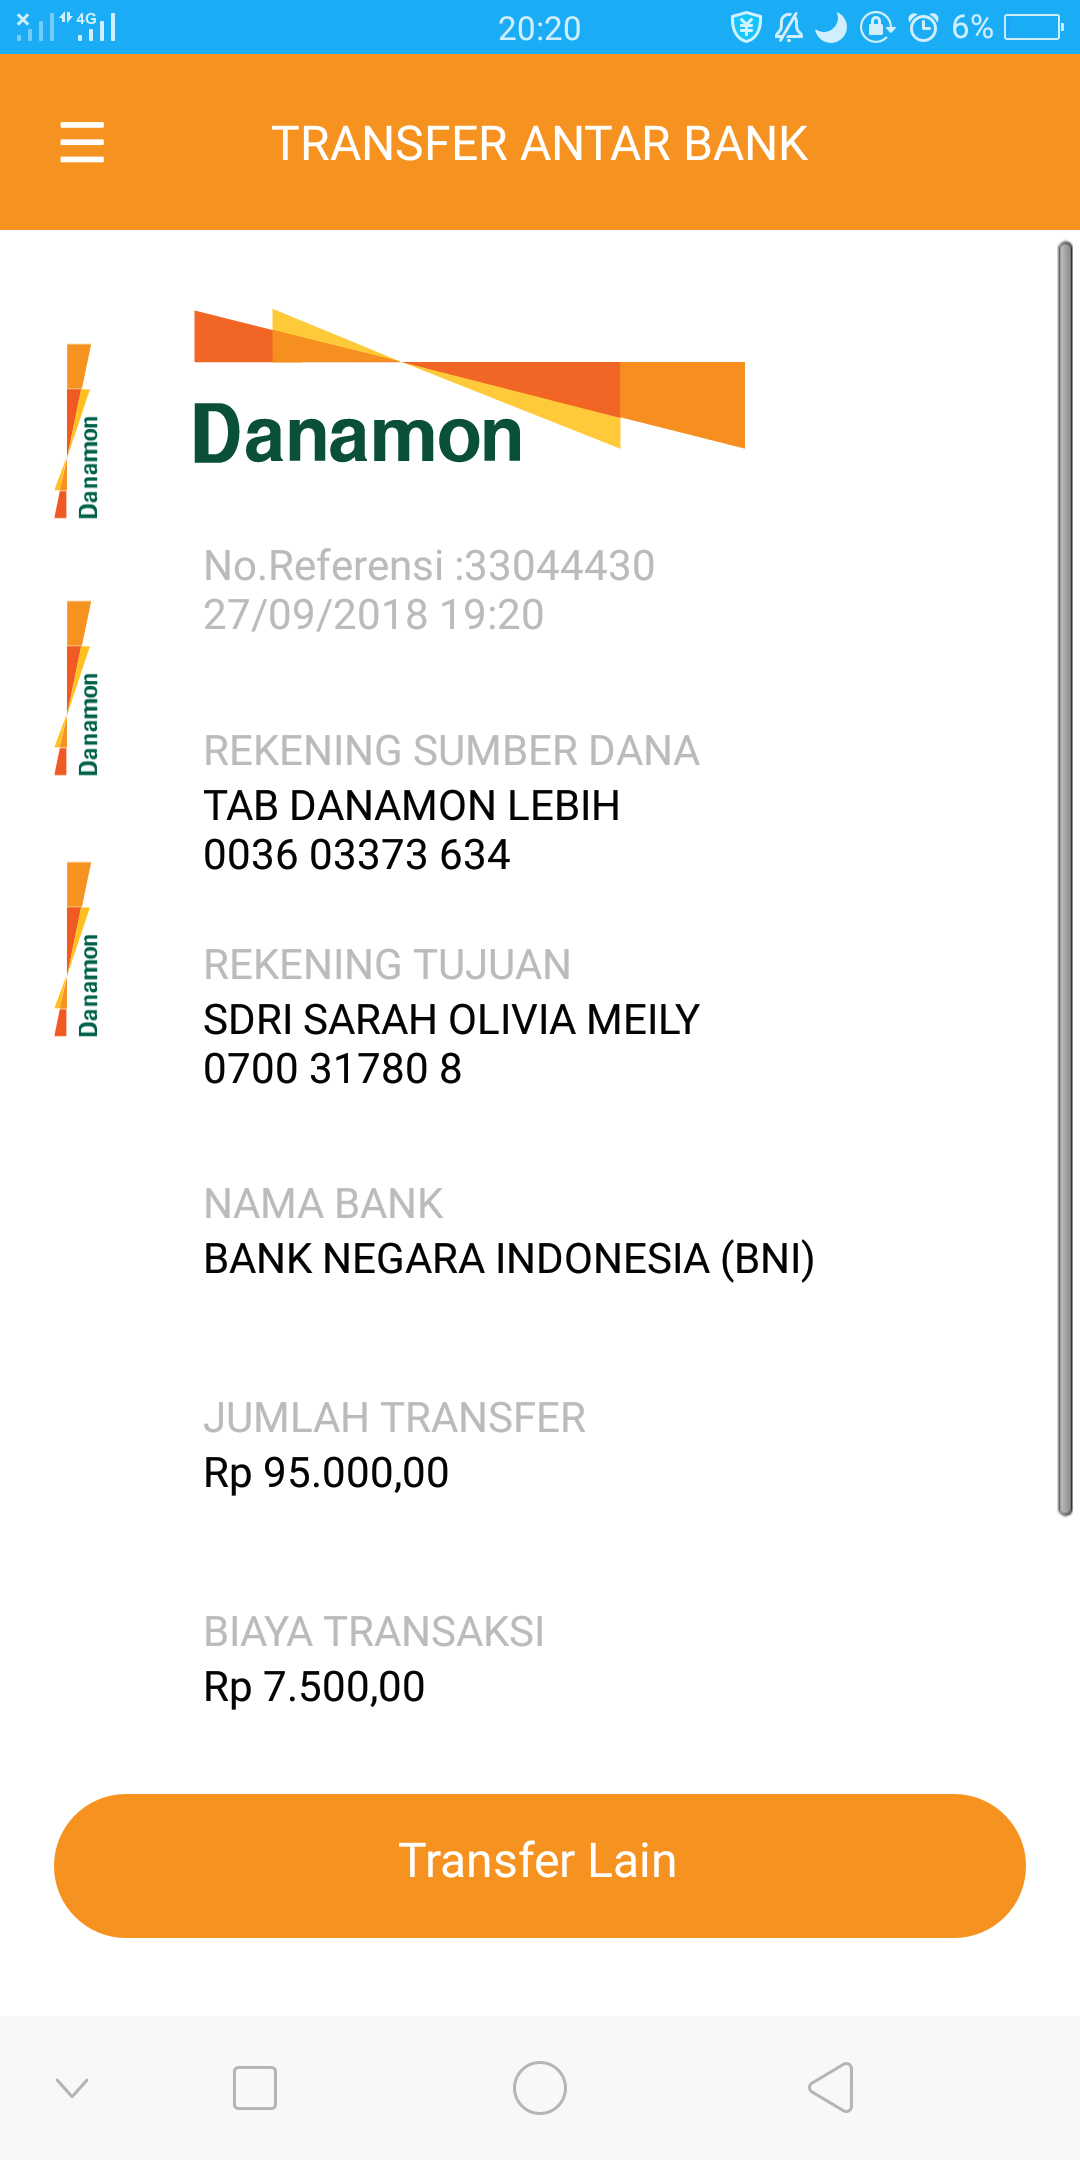 4G 20:20 6%
TRANSFER ANTAR BANK
Danamon
Danamon
Danamon
Danamon
No.Referensi :33044430
27/09/2018 19:20
REKENING SUMBER DANA
TAB DANAMON LEBIH
0036 03373 634
REKENING TUJUAN
SDRI SARAH OLIVIA MEILY
0700 31780 8
NAMA BANK
BANK NEGARA INDONESIA (BNI)
JUMLAH TRANSFER
Rp 95.000,00
BIAYA TRANSAKSI
Rp 7.500,00
Transfer Lain